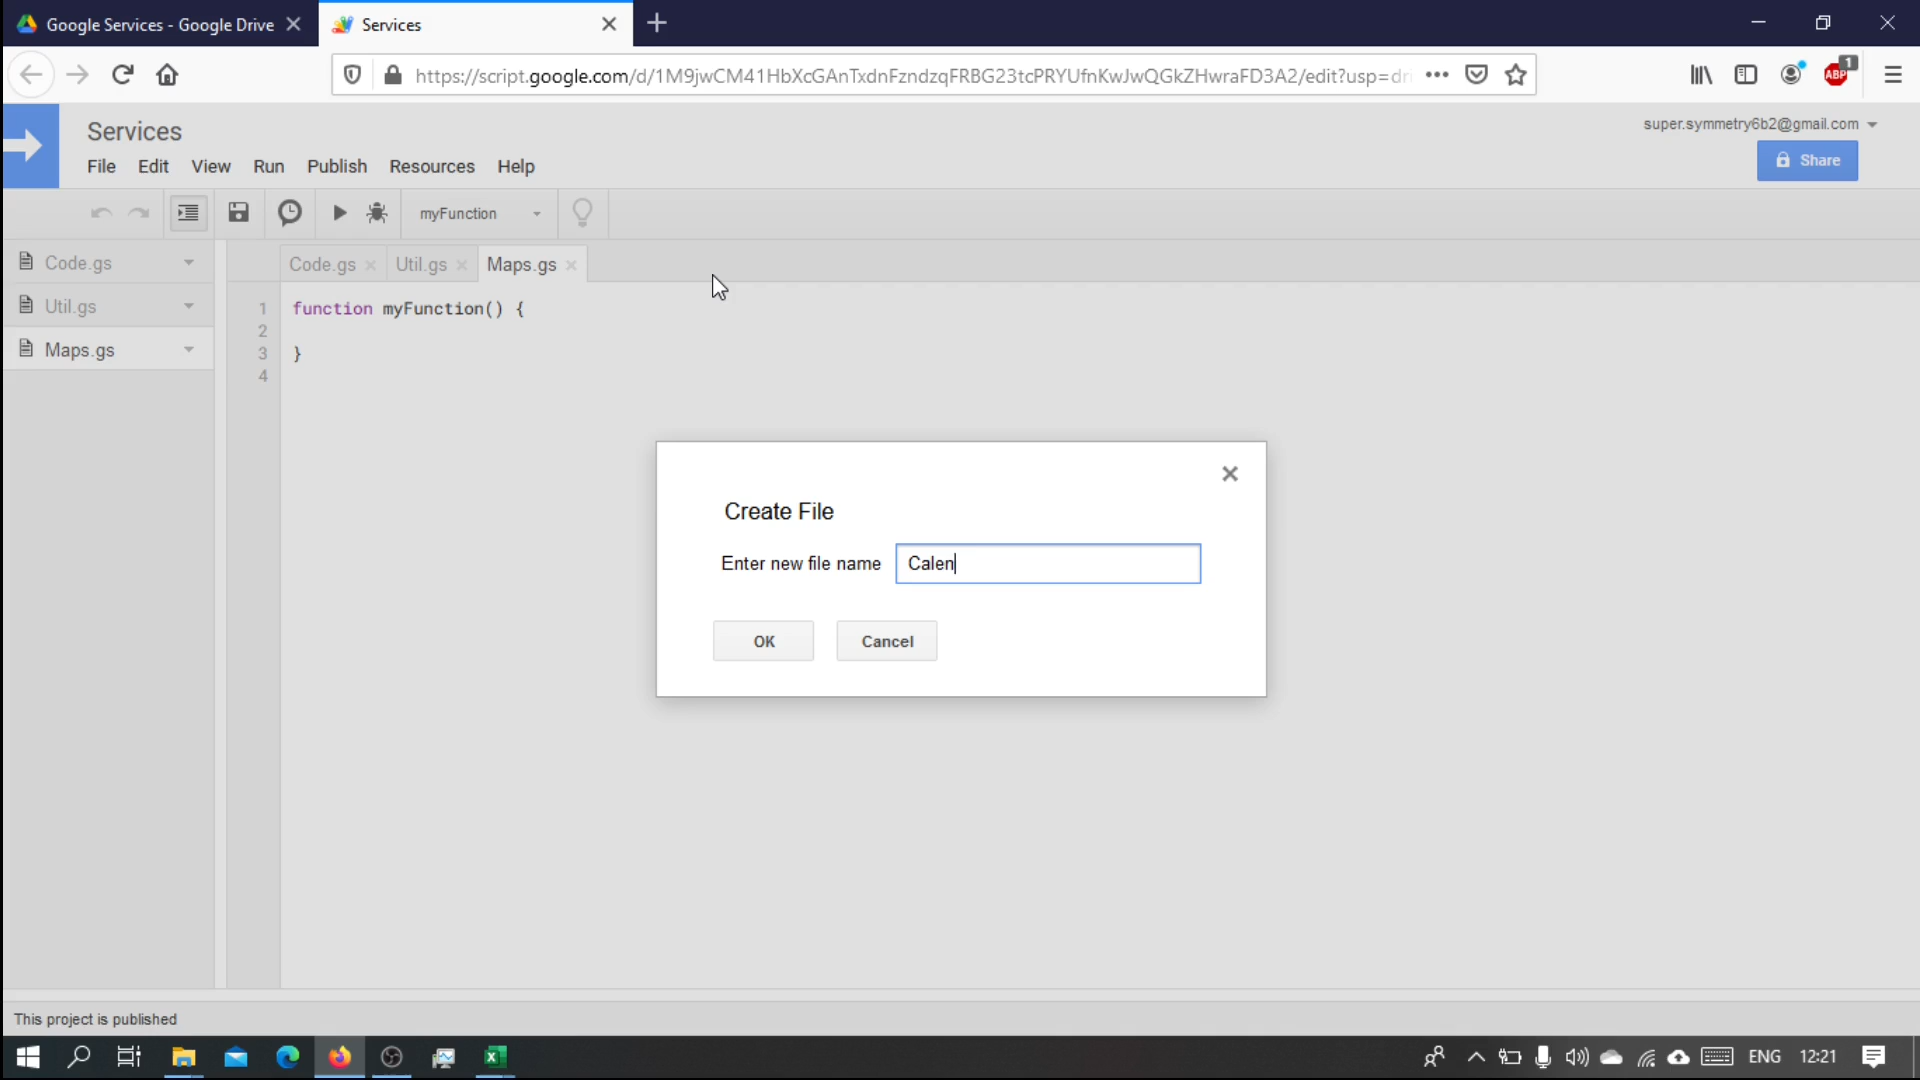 Google Services - Google Drive
Services
https://script.google.com/d/1M9jwCM41HbXcGAnTxdnFzndzqFRBG23tcPRYUfnKwJwQGkZHwraFD3A2/edit?usp=dri
ABP
1
Services
super.symmetry6b2@gmail.com
File Edit View Run Publish Resources Help
Share
myFunction
Code.gs
Util.gs
Maps.gs
Code.gs Util.gs Maps.gs
1 function myFunction() {
2
3 }
4
Create File
Enter new file name Calen
OK Cancel
This project is published
ENG 12:21